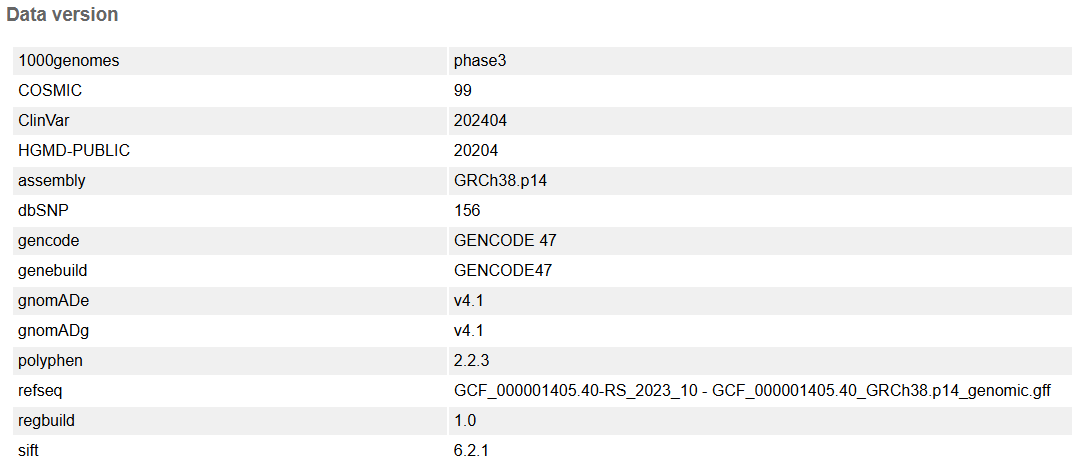 Data version
1000genomes phase3
COSMIC 99
ClinVar 202404
HGMD-PUBLIC 20204
assembly GRCh38.p14
dbSNP 156
gencode GENCODE 47
genebuild GENCODE47
gnomADe v4.1
gnomADg v4.1
polyphen 2.2.3
refseq GCF_000001405.40-RS_2023_10 - GCF_000001405.40_GRCh38.p14_genomic.gff
regbuild 1.0
sift 6.2.1